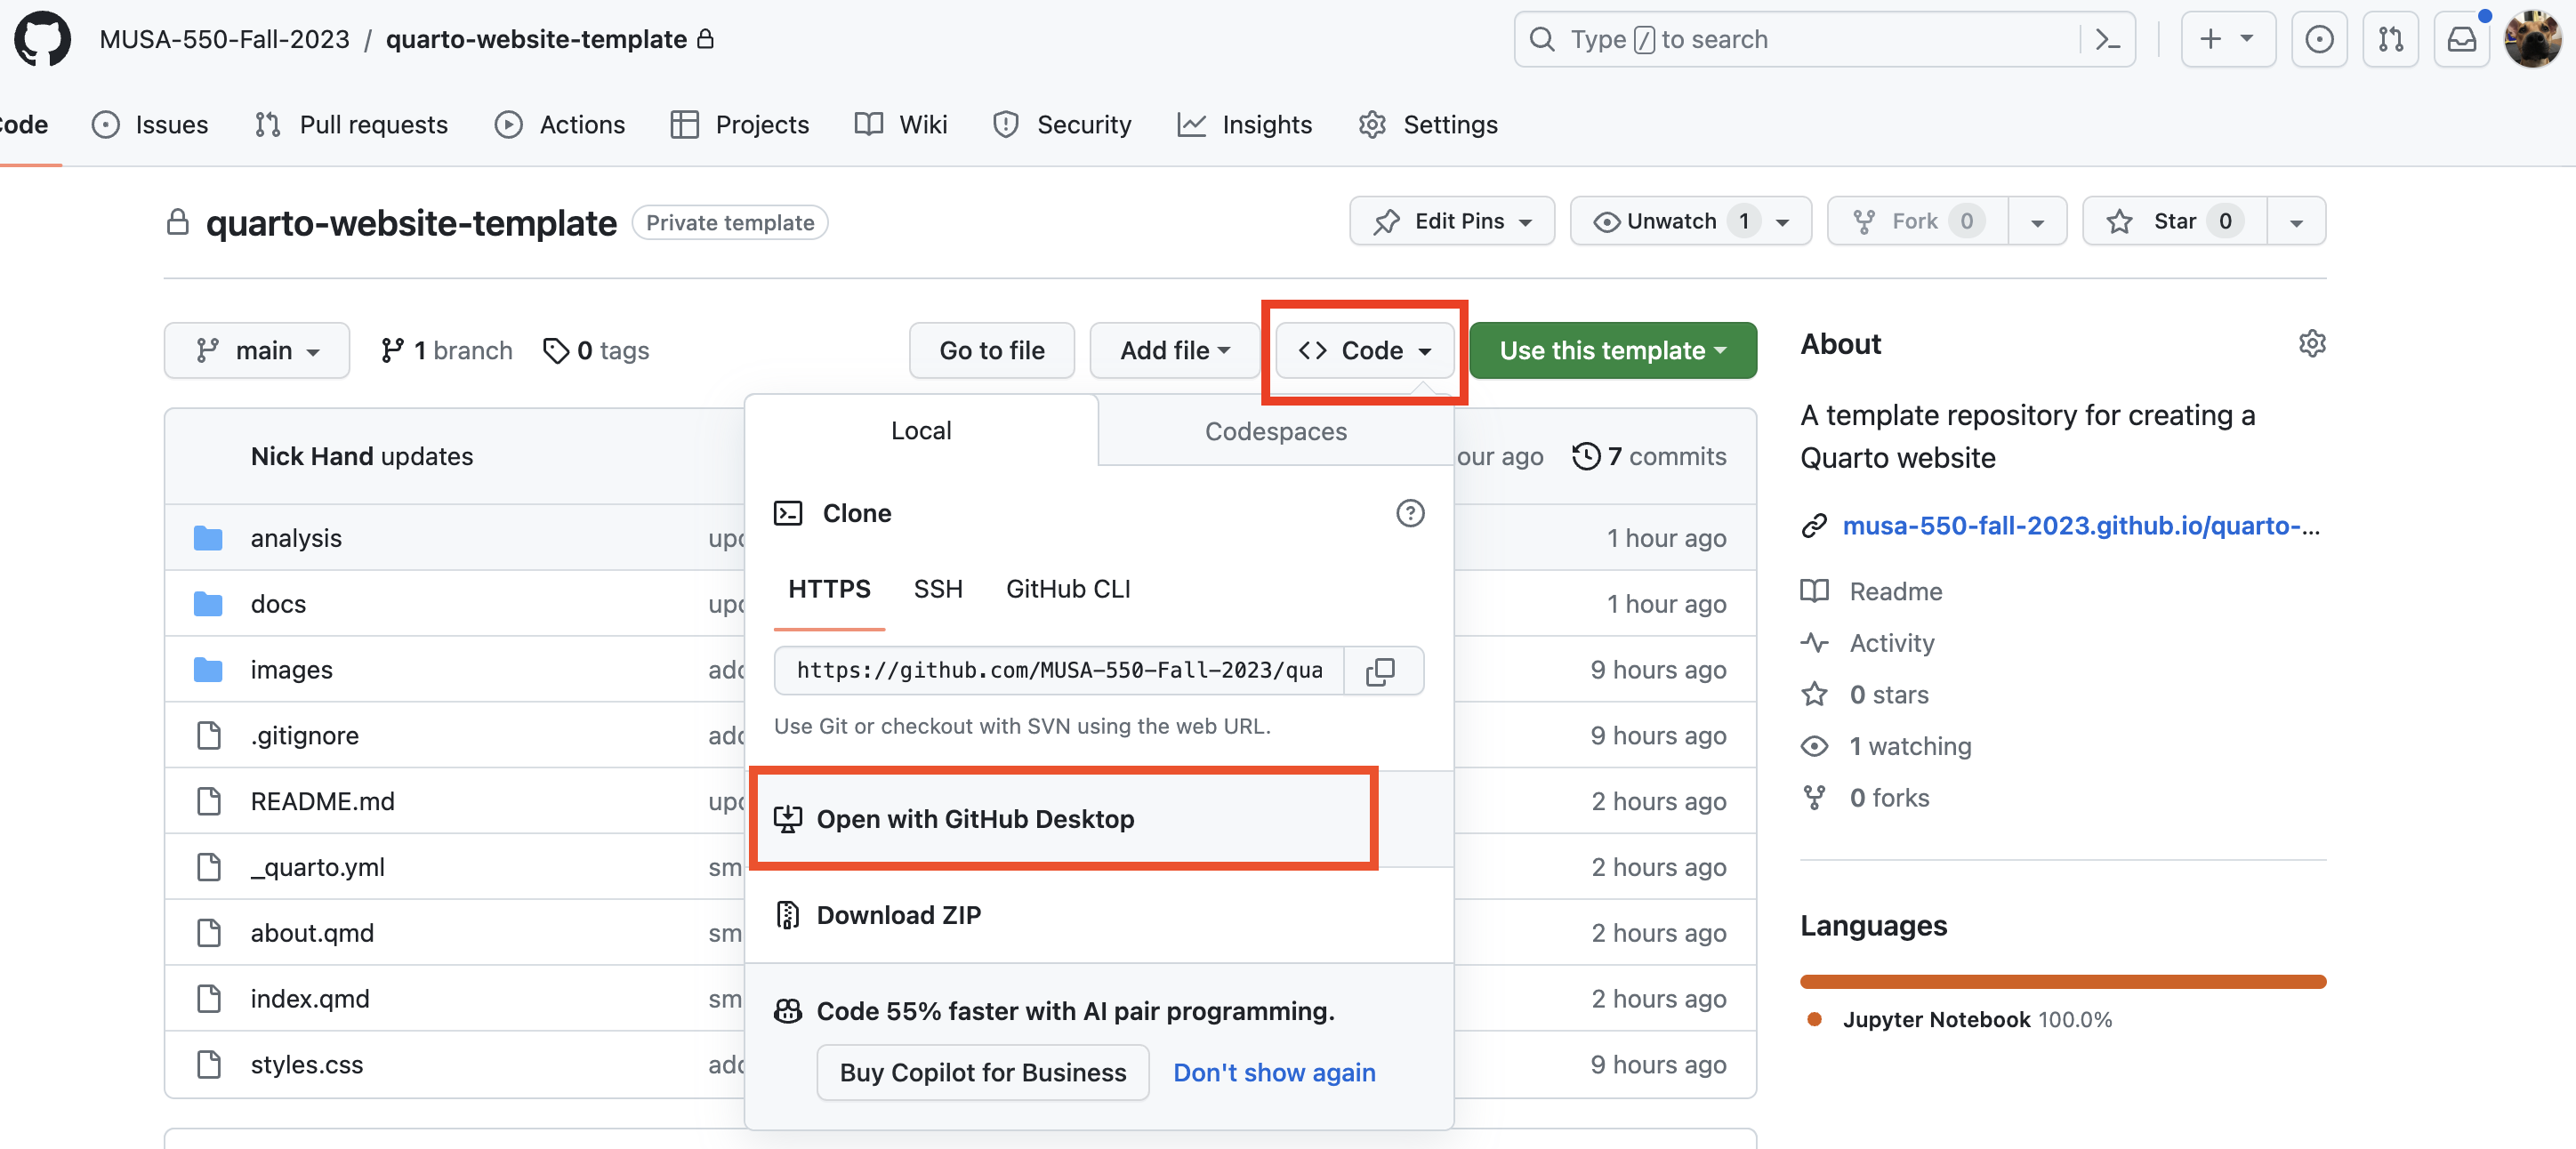 MUSA-550-Fall-2023 / quarto-website-template
Type / to search
Code Issues Pull requests Actions Projects Wiki Security Insights Settings
quarto-website-template Private template
Edit Pins Unwatch 1 Fork 0 Star 0
main 1 branch 0 tags Go to file Add file <> Code Use this template
About
A template repository for creating a
Quarto website
musa-550-fall-2023.github.io/quarto-...
Readme
Activity
0 stars
1 watching
0 forks
Languages
Jupyter Notebook 100.0%
Nick Hand updates our ago 7 commits
analysis upd 1 hour ago
docs upd 1 hour ago
images add 9 hours ago
.gitignore add 9 hours ago
README.md upd 2 hours ago
_quarto.yml sm 2 hours ago
about.qmd sm 2 hours ago
index.qmd sm 2 hours ago
styles.css add 9 hours ago
Local Codespaces
Clone
HTTPS SSH GitHub CLI
https://github.com/MUSA-550-Fall-2023/qua
Use Git or checkout with SVN using the web URL.
Open with GitHub Desktop
Download ZIP
Code 55% faster with AI pair programming.
Buy Copilot for Business Don't show again